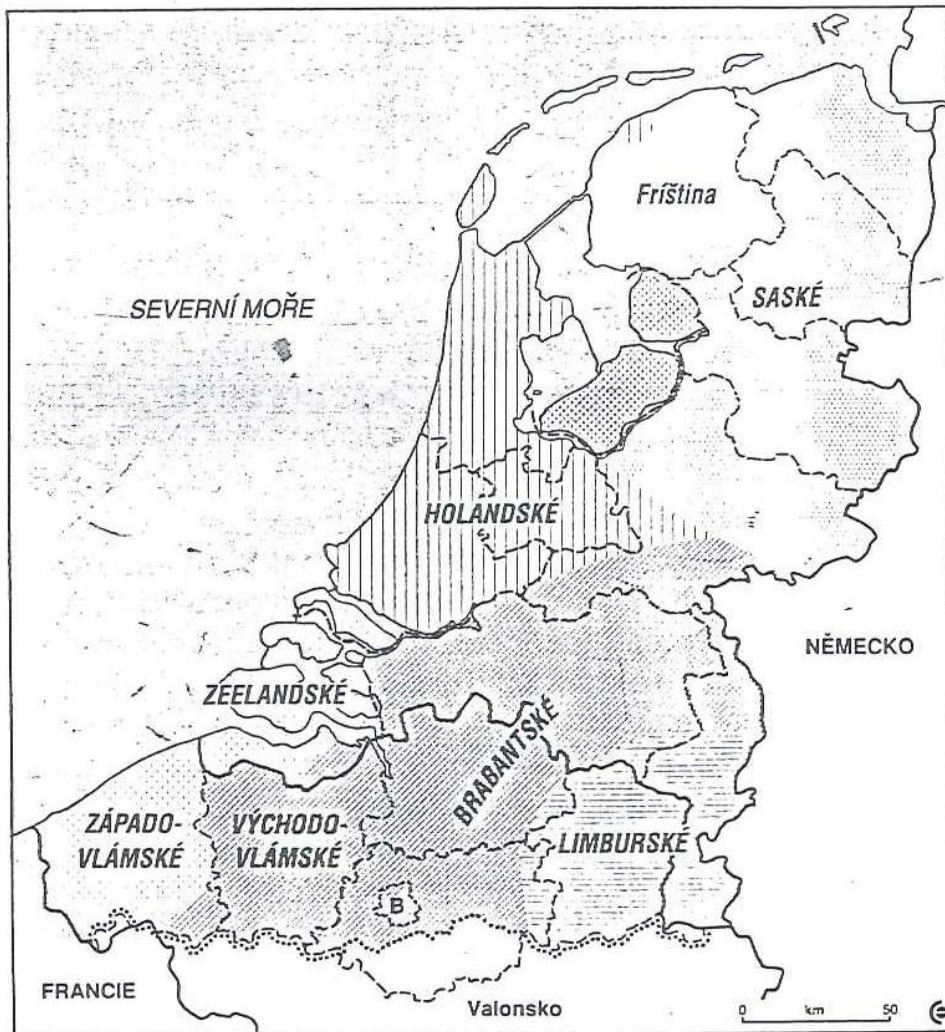 Fríština
SEVERNÍ MOŘE
SASKÉ
HOLANDSKÉ
NĚMECKO
ZEELANDSKÉ
BRABANTSKÉ
ZÁPADO-
VLÁMSKÉ
VÝCHODO-
VLÁMSKÉ
LIMBURSKÉ
B
FRANCIE
Valonsko
0 km 50